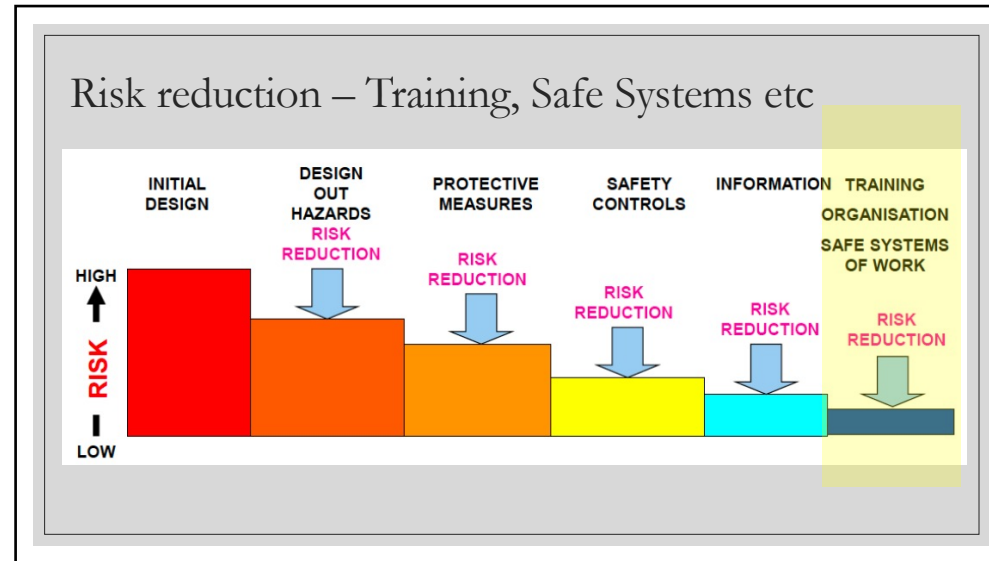 Risk reduction – Training, Safe Systems etc
INITIAL
DESIGN
DESIGN
OUT
HAZARDS
RISK
REDUCTION
PROTECTIVE
MEASURES
RISK
REDUCTION
SAFETY
CONTROLS
RISK
REDUCTION
INFORMATION
RISK
REDUCTION
TRAINING
ORGANISATION
SAFE SYSTEMS
OF WORK
RISK
REDUCTION
HIGH
RISK
LOW